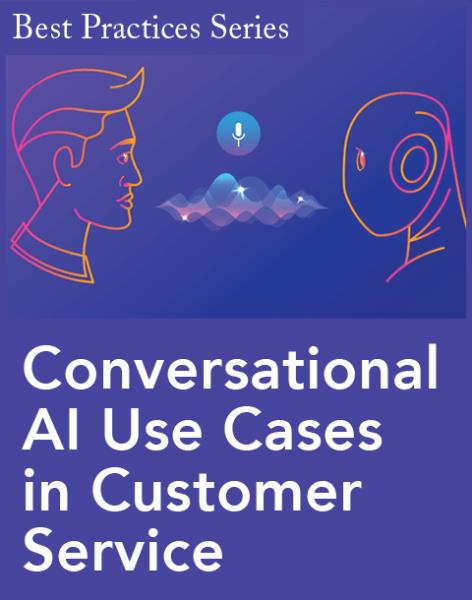 Best Practices Series
Conversational
AI Use Cases
in Customer
Service